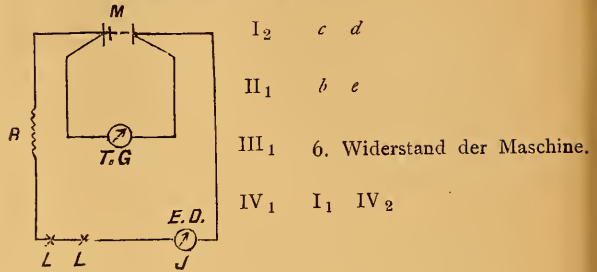 M
R
T.G
E.D.
L L J
I₂ c d
II₁ b e
III₁ 6. Widerstand der Maschine.
IV₁ I₁ IV₂